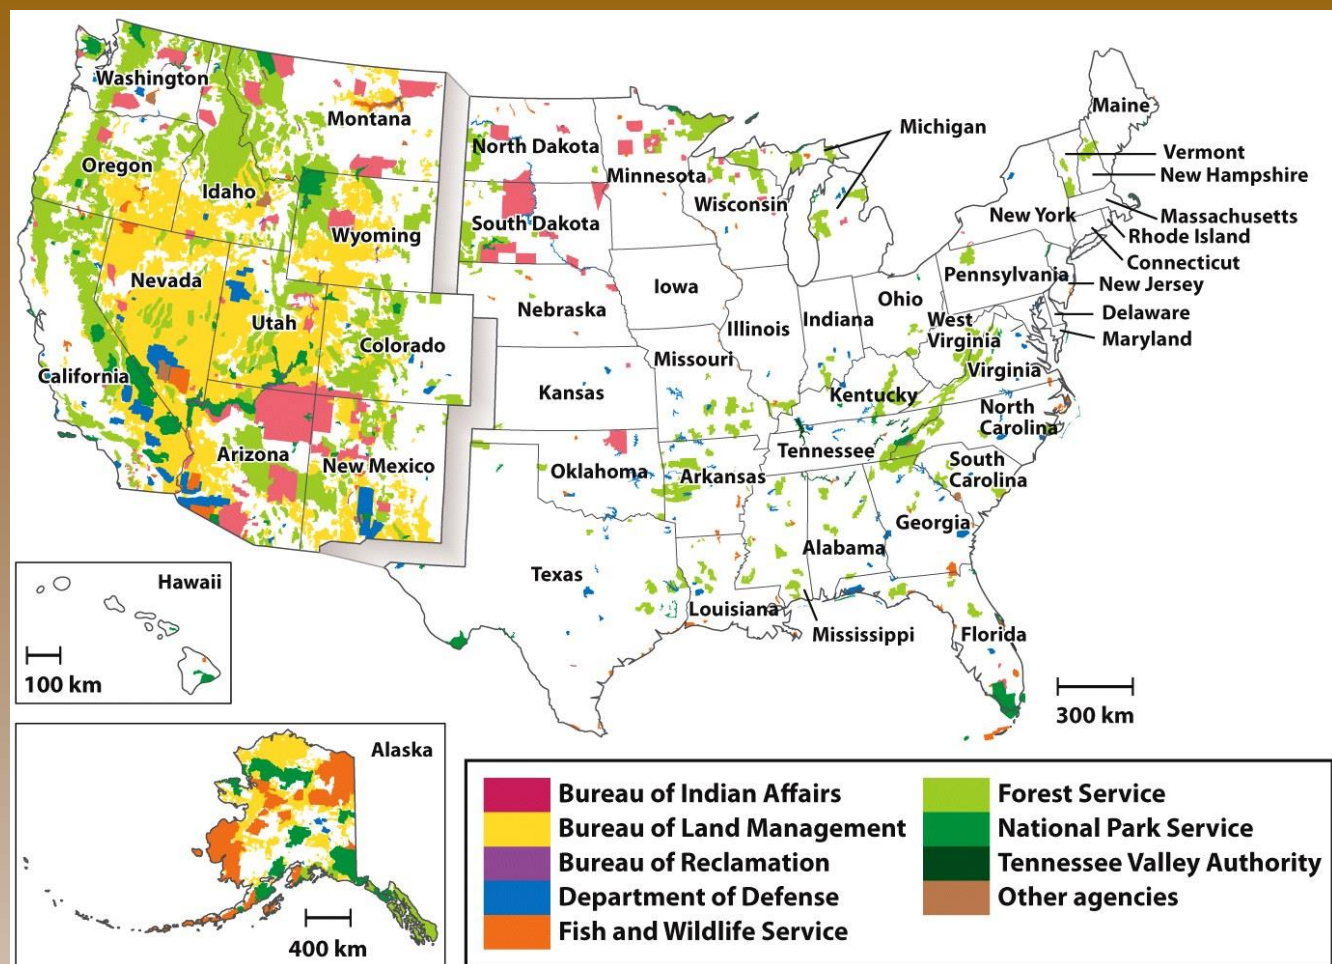 Washington
Montana
Oregon
Idaho
Wyoming
Nevada
Utah
Colorado
California
Arizona
New Mexico
North Dakota
South Dakota
Minnesota
Wisconsin
Michigan
Nebraska
Iowa
Illinois
Indiana
Ohio
Kansas
Missouri
Kentucky
West
Virginia
Virginia
Pennsylvania
New York
Maine
Vermont
New Hampshire
Massachusetts
Rhode Island
Connecticut
New Jersey
Delaware
Maryland
Oklahoma
Arkansas
Tennessee
North
Carolina
South
Carolina
Georgia
Alabama
Texas
Louisiana
Mississippi
Florida
300 km
Hawaii
100 km
Alaska
400 km
Bureau of Indian Affairs
Bureau of Land Management
Bureau of Reclamation
Department of Defense
Fish and Wildlife Service
Forest Service
National Park Service
Tennessee Valley Authority
Other agencies